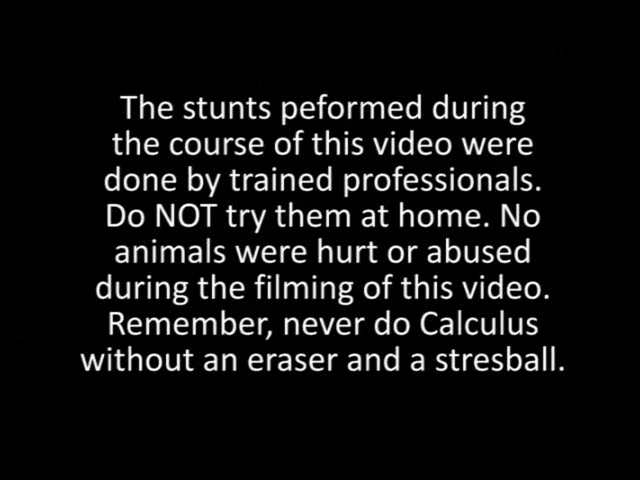 The stunts peformed during
the course of this video were
done by trained professionals.
Do NOT try them at home. No
animals were hurt or abused
during the filming of this video.
Remember, never do Calculus
without an eraser and a stresball.